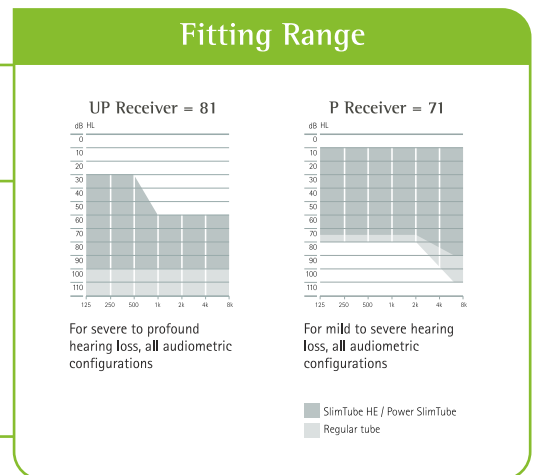 Fitting Range
UP Receiver = 81
dB HL
0
10
20
30
40
50
60
70
80
90
100
110
125 250 500 1k 2k 4k 8k
For severe to profound
hearing loss, all audiometric
configurations
P Receiver = 71
dB HL
0
10
20
30
40
50
60
70
80
90
100
110
125 250 500 1k 2k 4k 8k
For mild to severe hearing
loss, all audiometric
configurations
SlimTube HE / Power SlimTube
Regular tube